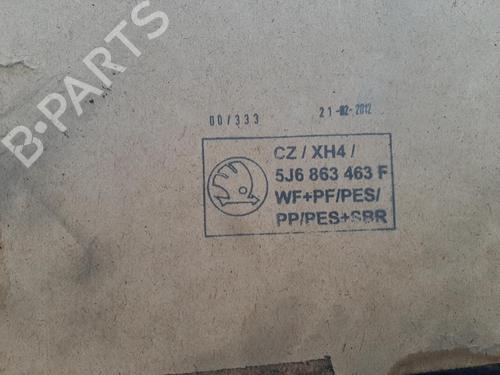 B-PARTS
00/333 21-02-2012
CZ / XH4 /
5J6 863 463 F
WF+PF/PES/
PP/PES+SBR